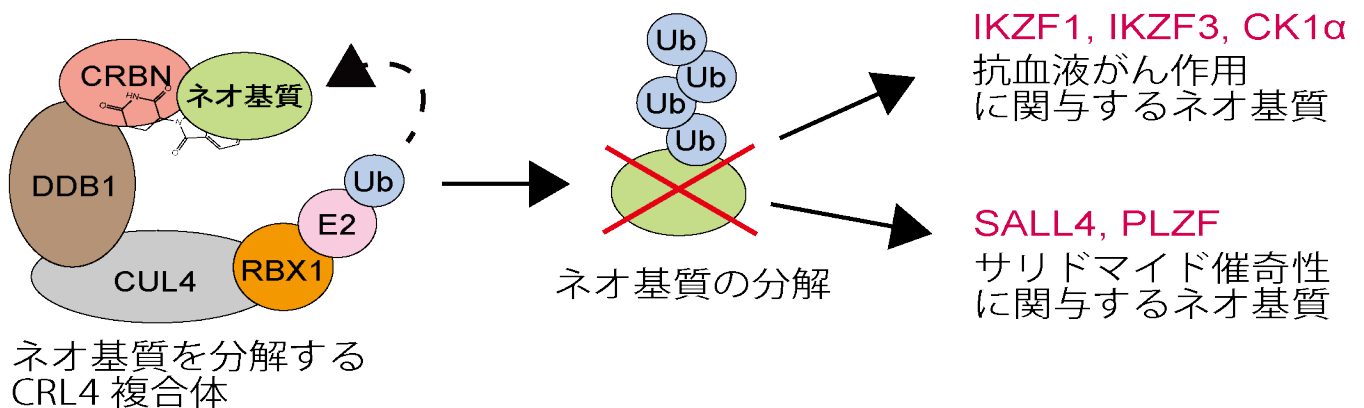 CRBN
ネオ基質
HN
O
O
N
O
O
DDB1
CUL4
RBX1
E2
Ub
ネオ基質を分解する
CRL4 複合体
Ub
Ub
Ub
Ub
ネオ基質の分解
IKZF1, IKZF3, CK1α
抗血液がん作用
に関与するネオ基質
SALL4, PLZF
サリドマイド催奇性
に関与するネオ基質